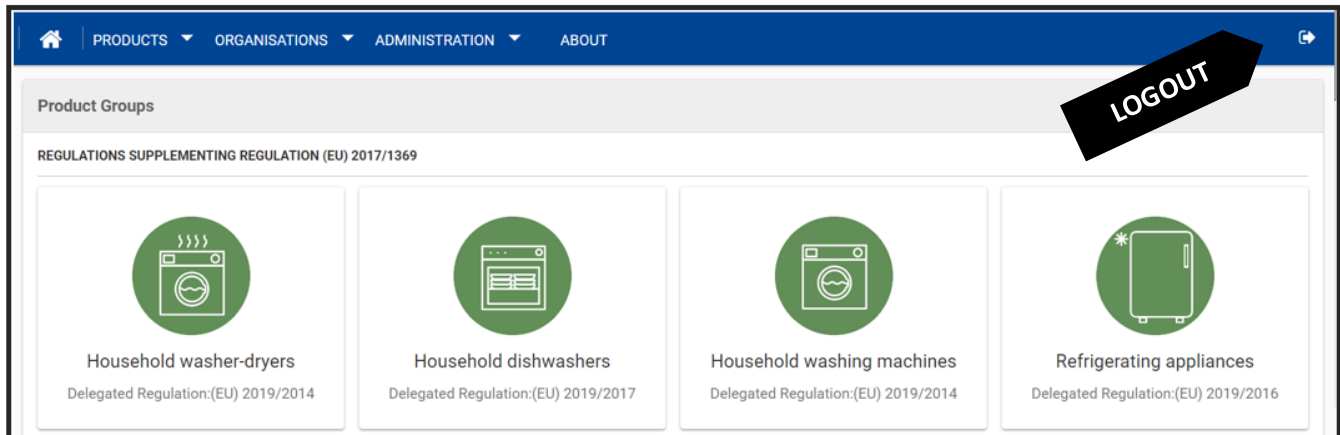 PRODUCTS ORGANISATIONS ADMINISTRATION ABOUT
LOGOUT
Product Groups
REGULATIONS SUPPLEMENTING REGULATION (EU) 2017/1369
Household washer-dryers
Delegated Regulation:(EU) 2019/2014
Household dishwashers
Delegated Regulation:(EU) 2019/2017
Household washing machines
Delegated Regulation:(EU) 2019/2014
Refrigerating appliances
Delegated Regulation:(EU) 2019/2016